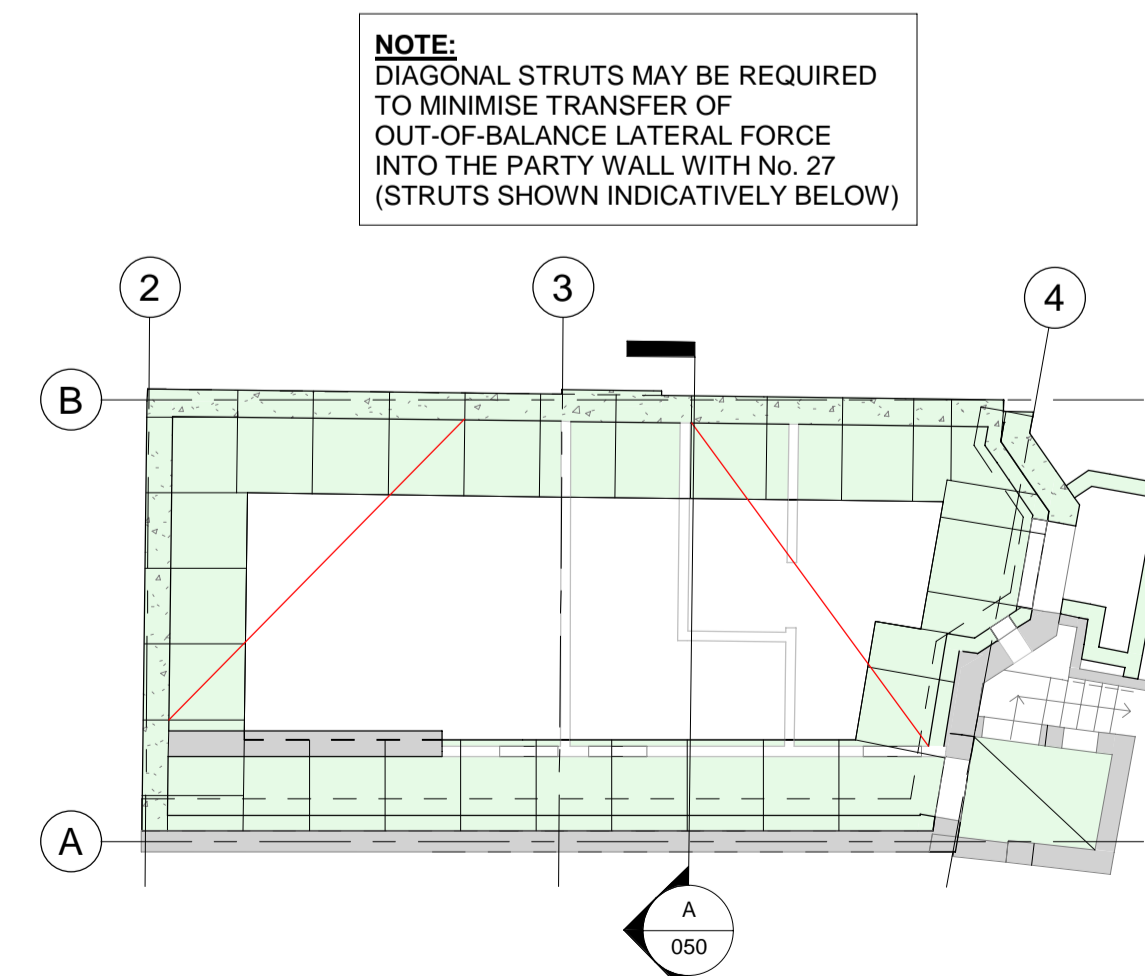 NOTE:
DIAGONAL STRUTS MAY BE REQUIRED
TO MINIMISE TRANSFER OF
OUT-OF-BALANCE LATERAL FORCE
INTO THE PARTY WALL WITH No. 27
(STRUTS SHOWN INDICATIVELY BELOW)
2
3
4
B
A
A
050